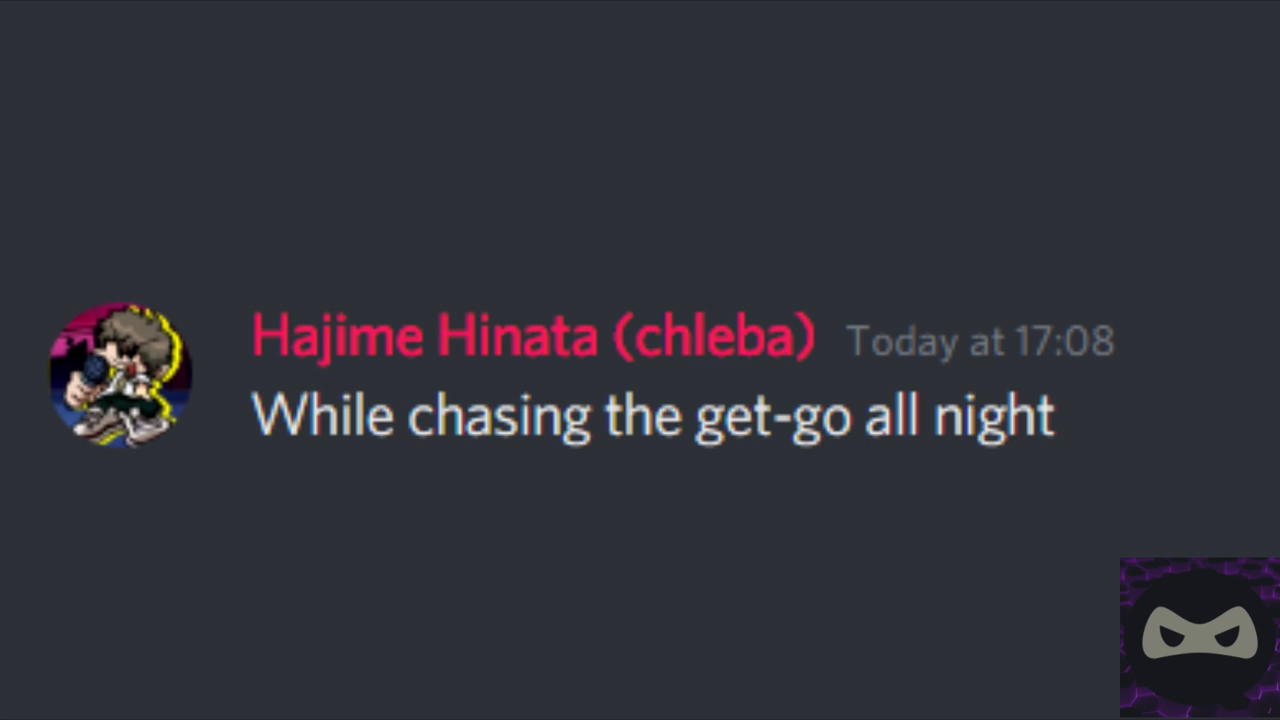 Hajime Hinata (chleba) Today at 17:08
While chasing the get-go all night